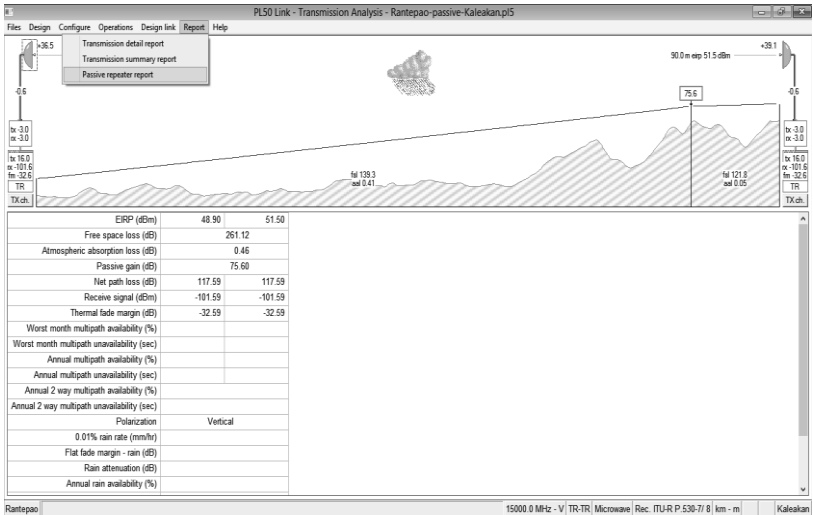 PL50 Link - Transmission Analysis - Rantepao-passive-Kaleakan.pl5
Files Design Configure Operations Design link Report Help
Transmission detail report
Transmission summary report
Passive repeater report
+36.5
90.0 m eirp 51.5 dBm
+39.1
-0.6
75.6
-0.6
tx -3.0
rx -3.0
tx -3.0
rx -3.0
tx 16.0
rx -101.6
fm -32.6
TR
TX ch.
fsl 139.3
aal 0.41
fsl 121.8
aal 0.05
tx 16.0
rx -101.6
fm -32.6
TR
TX ch.
EIRP (dBm) 48.90 51.50
Free space loss (dB) 261.12
Atmospheric absorption loss (dB) 0.46
Passive gain (dB) 75.60
Net path loss (dB) 117.59 117.59
Receive signal (dBm) -101.59 -101.59
Thermal fade margin (dB) -32.59 -32.59
Worst month multipath availability (%)
Worst month multipath unavailability (sec)
Annual multipath availability (%)
Annual multipath unavailability (sec)
Annual 2 way multipath availability (%)
Annual 2 way multipath unavailability (sec)
Polarization Vertical
0.01% rain rate (mm/hr)
Flat fade margin - rain (dB)
Rain attenuation (dB)
Annual rain availability (%)
Rantepao 15000.0 MHz - V TR-TR Microwave Rec. ITU-R P.530-7/ 8 km - m Kaleakan